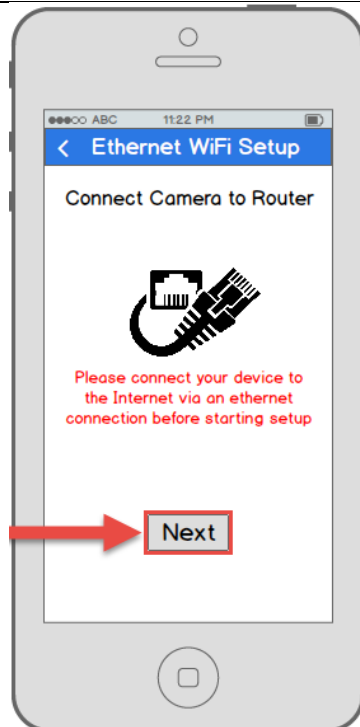 ABC 11:22 PM
< Ethernet WiFi Setup
Connect Camera to Router
Please connect your device to
the Internet via an ethernet
connection before starting setup
Next